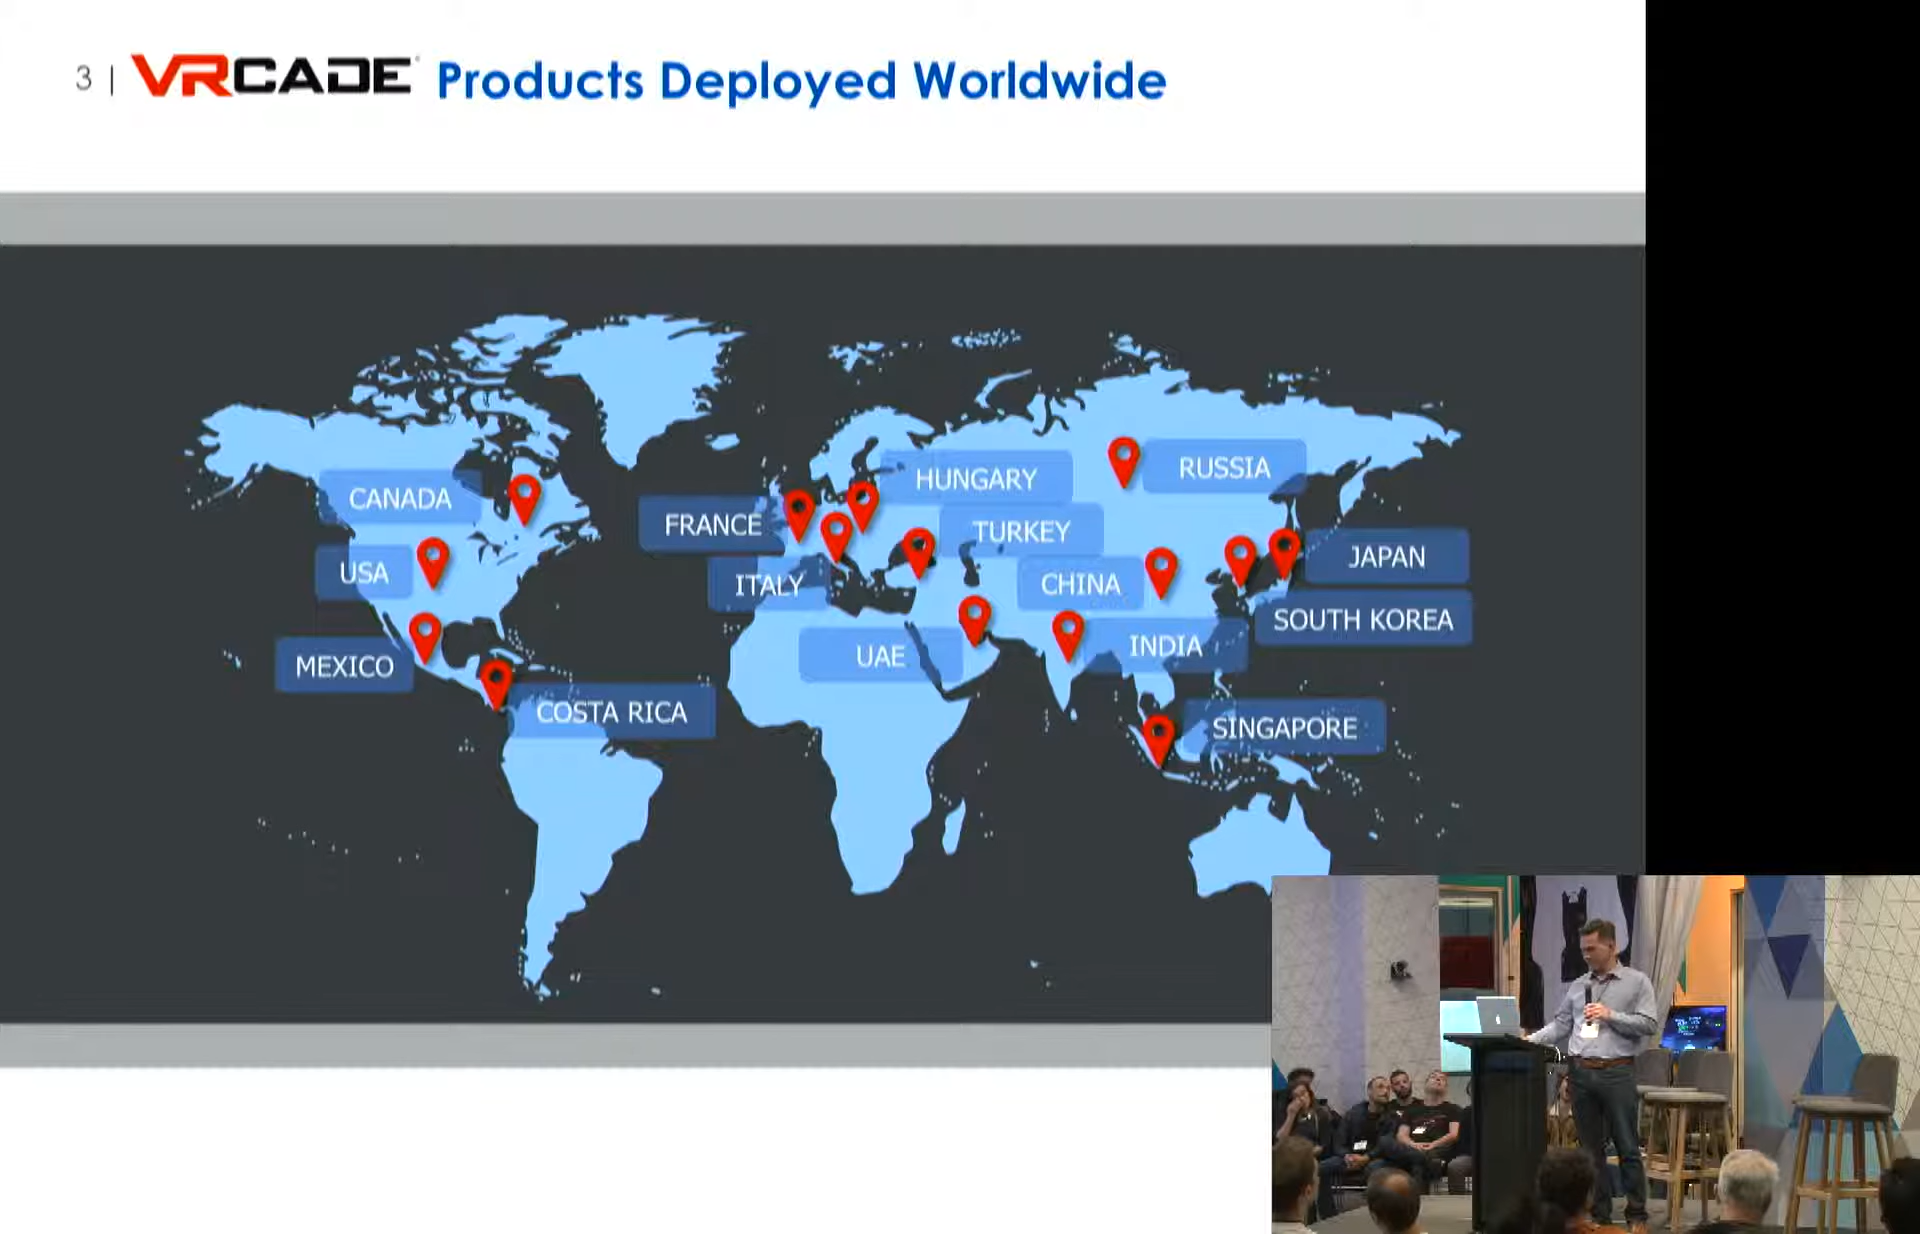 3 | VRCADE Products Deployed Worldwide
CANADA
USA
MEXICO
COSTA RICA
FRANCE
ITALY
HUNGARY
TURKEY
UAE
RUSSIA
CHINA
INDIA
JAPAN
SOUTH KOREA
SINGAPORE